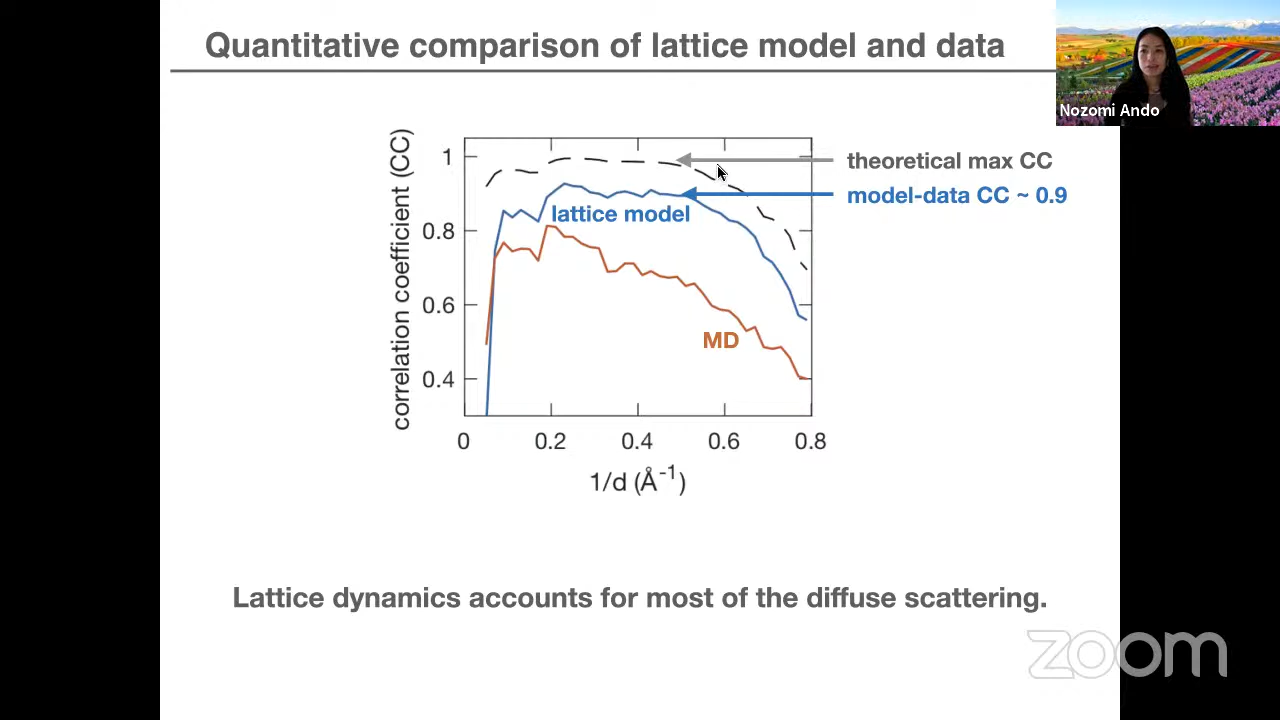 Quantitative comparison of lattice model and data
Nozomi Ando
correlation coefficient (CC)
1
0.8
0.6
0.4
0
0.2
0.4
0.6
0.8
1/d (Å⁻¹)
theoretical max CC
model-data CC ~ 0.9
lattice model
MD
Lattice dynamics accounts for most of the diffuse scattering.
zoom